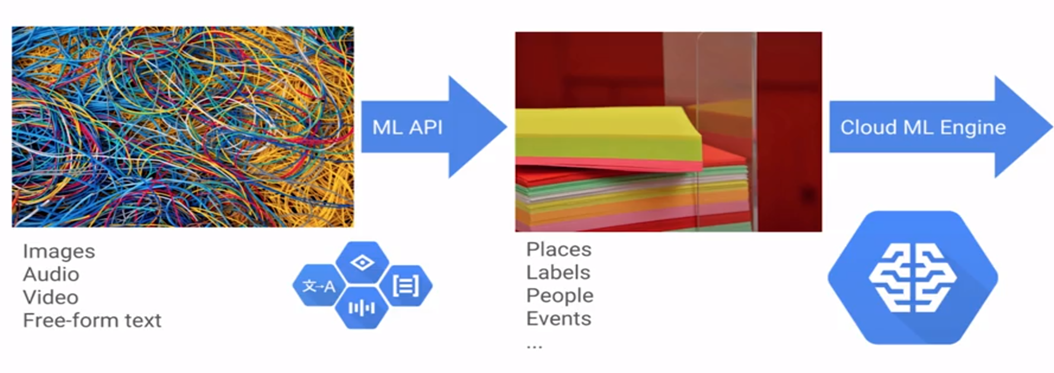 ML API
Cloud ML Engine
Images
Audio
Video
Free-form text
文→A
Places
Labels
People
Events
...